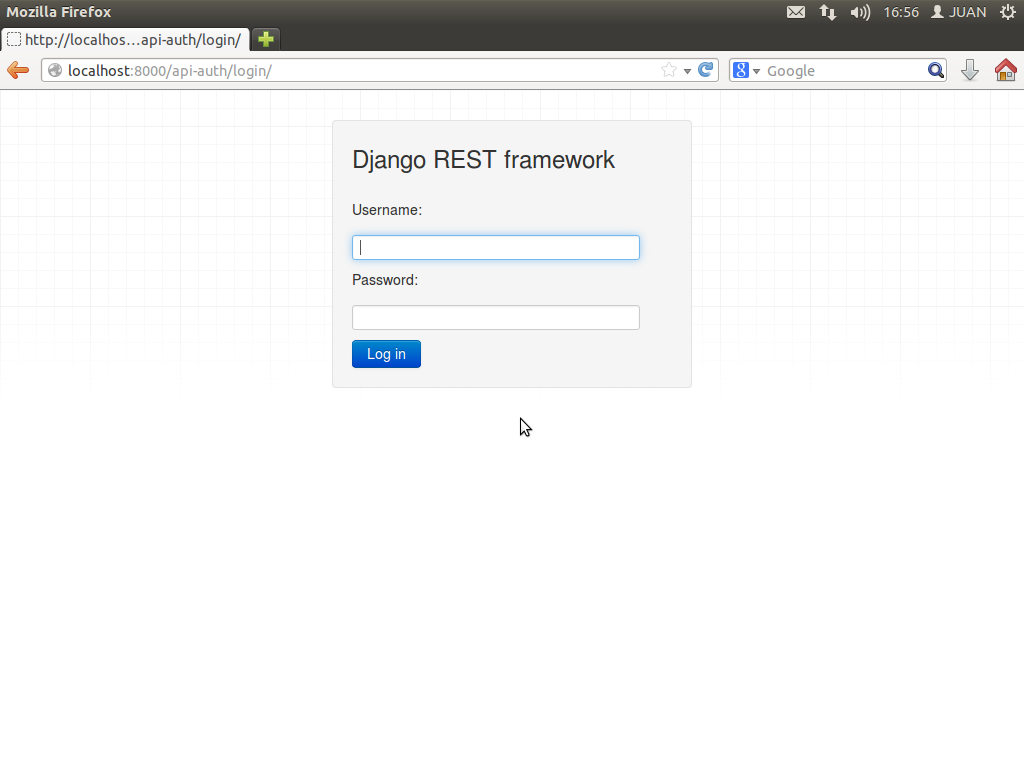 Mozilla Firefox
16:56 JUAN
http://localhos...api-auth/login/
localhost:8000/api-auth/login/
8 Google
Django REST framework
Username:
Password:
Log in